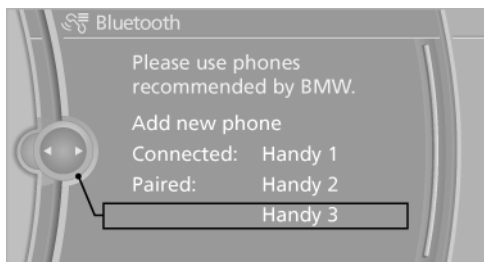 Bluetooth
Please use phones
recommended by BMW.
Add new phone
Connected: Handy 1
Paired: Handy 2
Handy 3